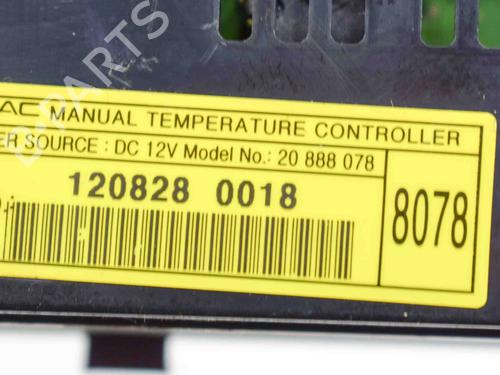 B-PARTS
AC MANUAL TEMPERATURE CONTROLLER
ER SOURCE : DC 12V Model No.: 20 888 078
120828 0018
8078